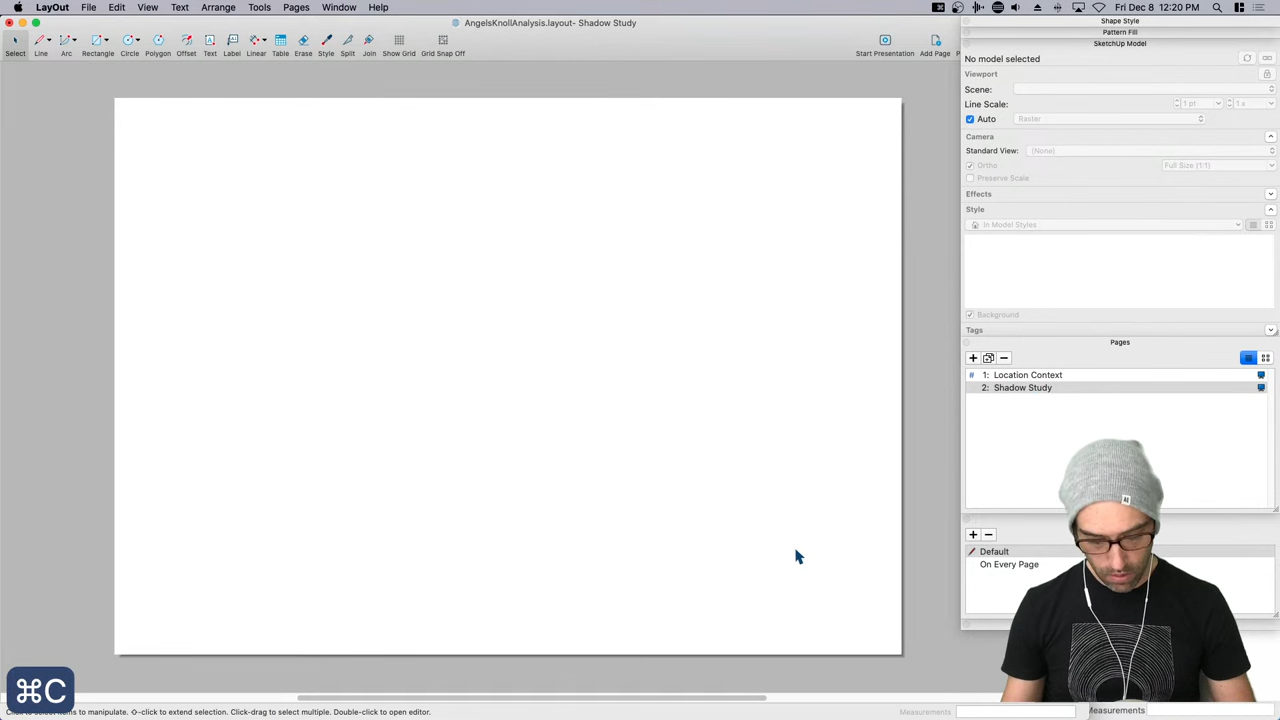 LayOut File Edit View Text Arrange Tools Pages Window Help Fri Dec 8 12:20 PM
AngelsKnollAnalysis.layout- Shadow Study
Select Line Arc Rectangle Circle Polygon Offset Text Label Linear Table Erase Style Split Join Show Grid Grid Snap Off Start Presentation Add Page
Shape Style
Pattern Fill
SketchUp Model
No model selected
Viewport
Scene:
Line Scale: 1 pt 1 x
Auto Raster
Camera
Standard View: (None)
Ortho Full Size (1:1)
Preserve Scale
Effects
Style
In Model Styles
Background
Tags
Pages
# 1: Location Context
2: Shadow Study
Default
On Every Page
⌘C
items to manipulate. ⇧-click to extend selection. Click-drag to select multiple. Double-click to open editor.
Measurements
Measurements